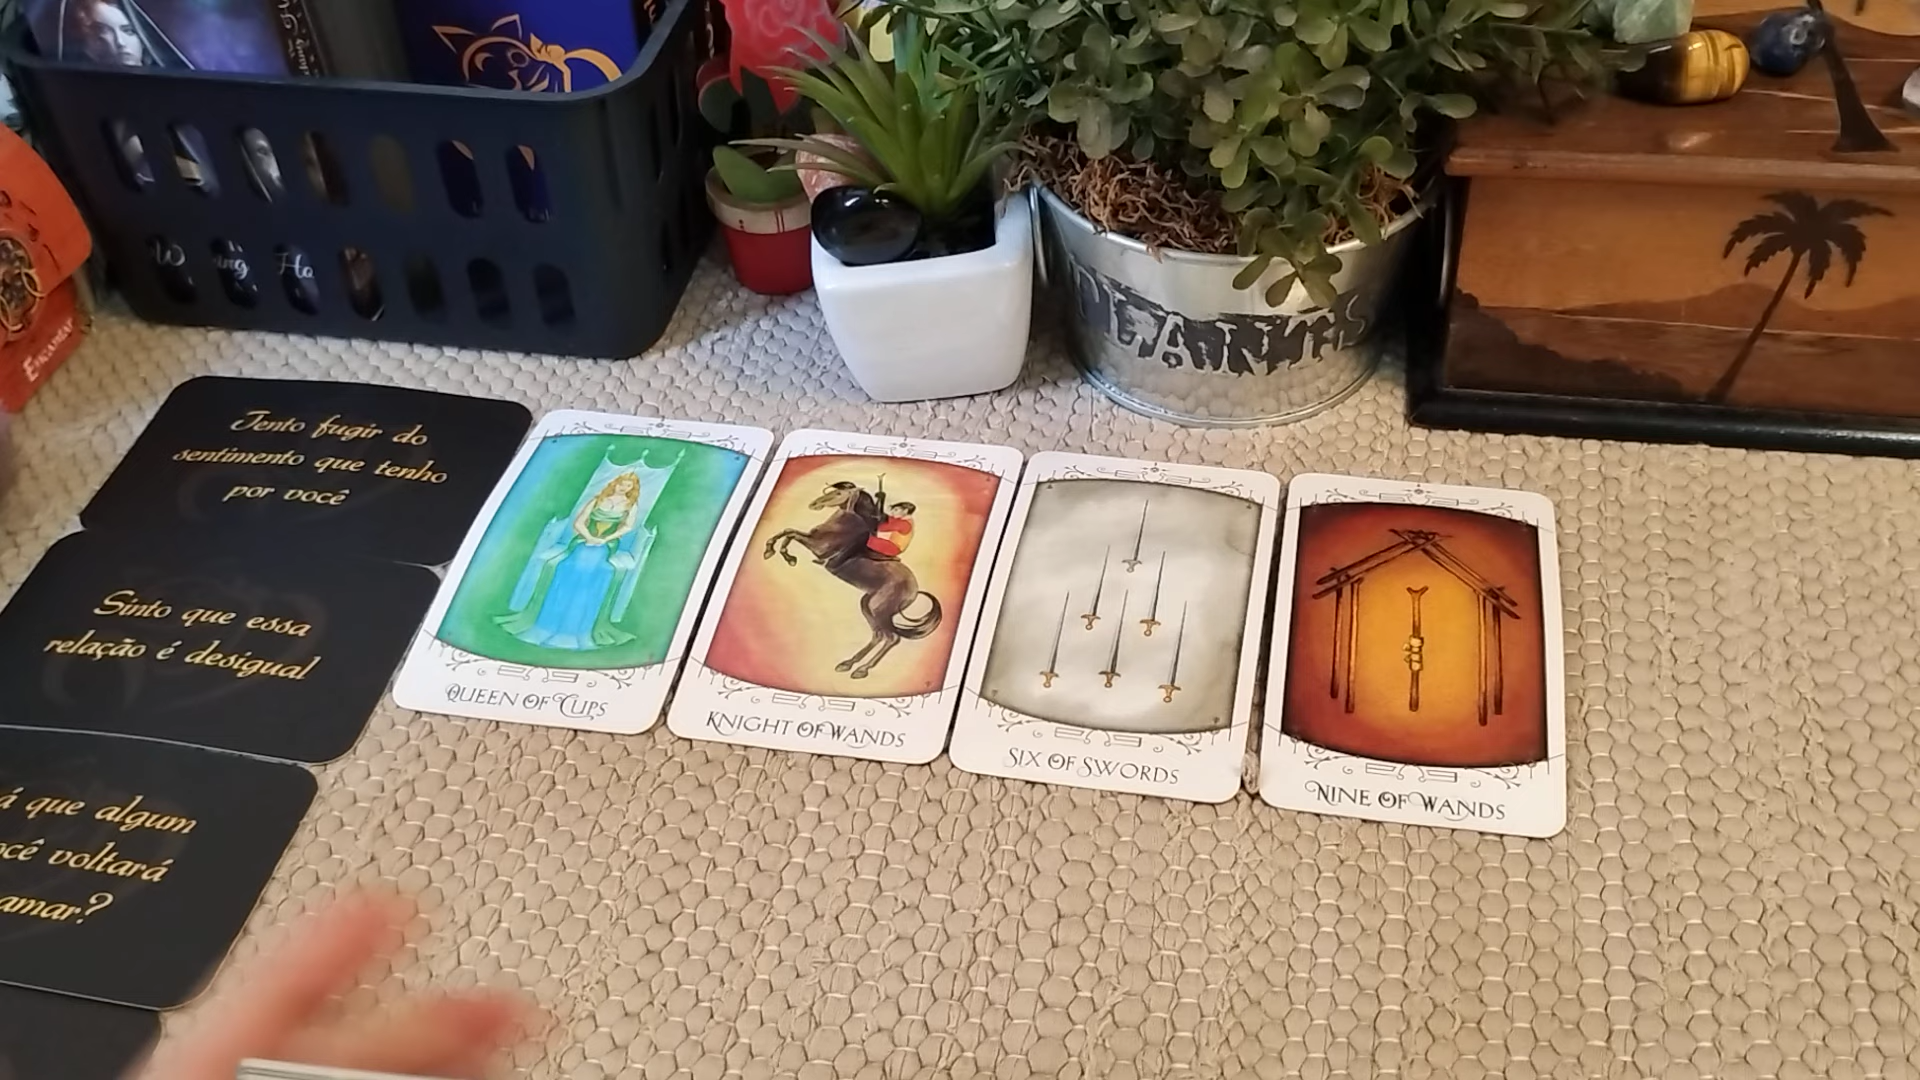 Tento fugir do
sentimento que tenho
por você
Sinto que essa
relação é desigual
á que algum
ocê voltará
amar?
QUEEN OF CUPS
KNIGHT OF WANDS
SIX OF SWORDS
NINE OF WANDS
PLANTS